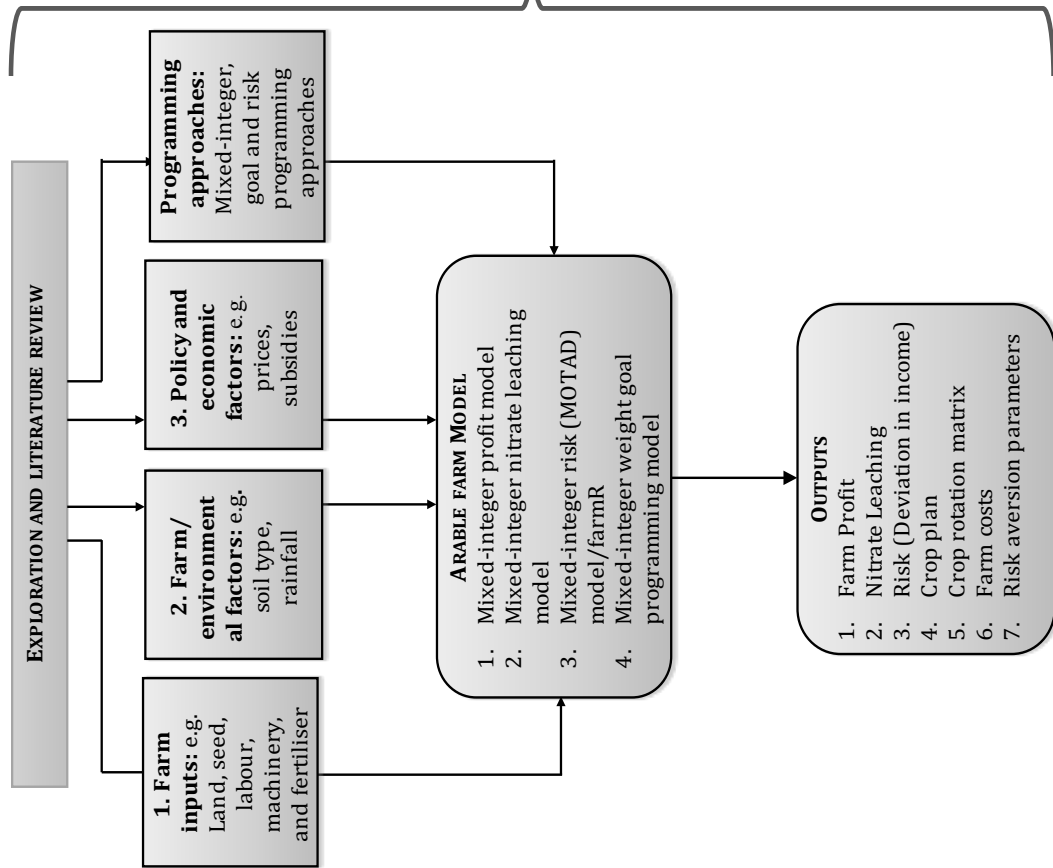 EXPLORATION AND LITERATURE REVIEW
1. Farm
inputs: e.g.
Land, seed,
labour,
machinery,
and fertiliser
2. Farm/
environment
al factors: e.g.
soil type,
rainfall
3. Policy and
economic
factors: e.g.
prices,
subsidies
Programming
approaches:
Mixed-integer,
goal and risk
programming
approaches
ARABLE FARM MODEL
1. Mixed-integer profit model
2. Mixed-integer nitrate leaching
model
3. Mixed-integer risk (MOTAD)
model/farmR
4. Mixed-integer weight goal
programming model
OUTPUTS
1. Farm Profit
2. Nitrate Leaching
3. Risk (Deviation in income)
4. Crop plan
5. Crop rotation matrix
6. Farm costs
7. Risk aversion parameters